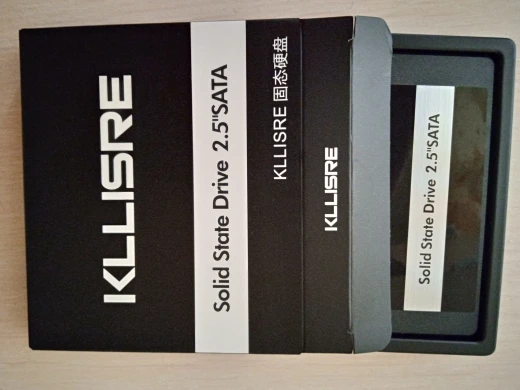 KLLISRE
Solid State Drive 2.5"SATA
KLLISRE 固态硬盘
KLLISRE
Solid State Drive 2.5"SATA